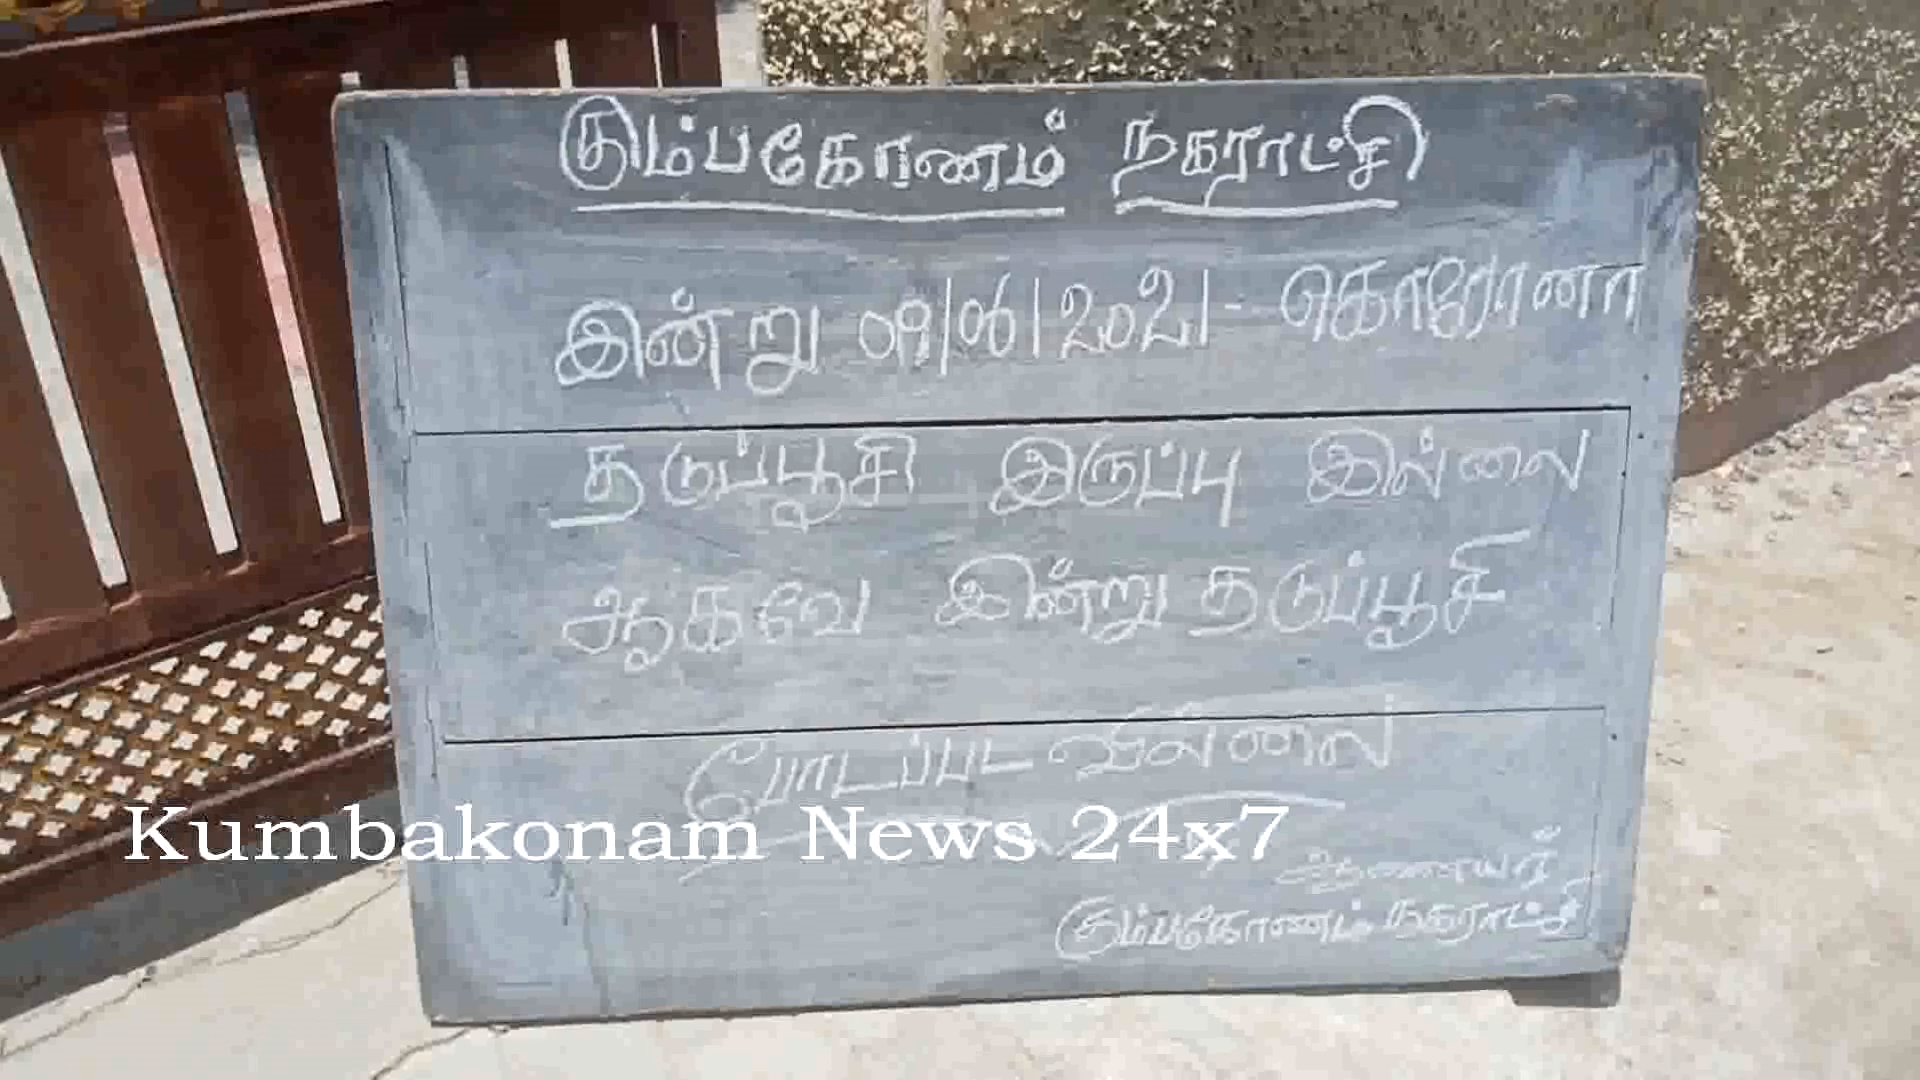 கும்பகோணம் நகராட்சி
இன்று 09/06/2021 - கொரோனா
தடுப்பூசி இருப்பு இல்லை
ஆகவே இன்று தடுப்பூசி
போடப்படவில்லை
Kumbakonam News 24x7
ஆணையர்
கும்பகோணம் நகராட்சி